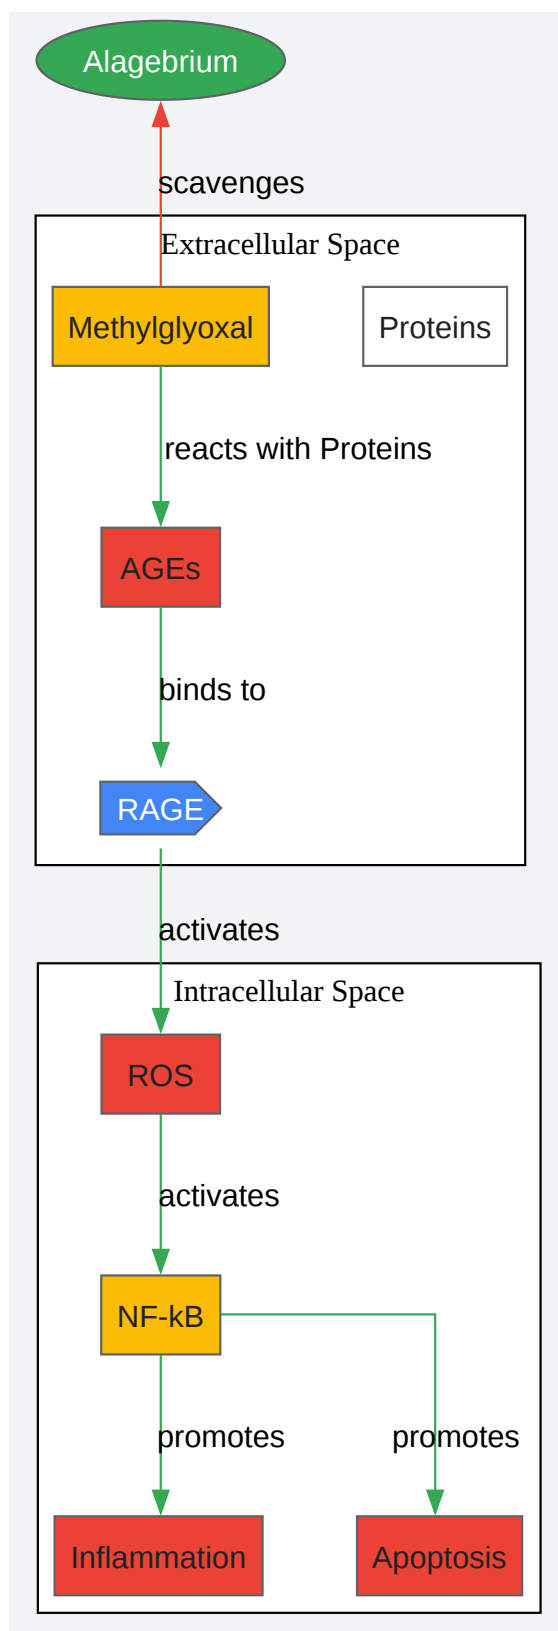 Alagebrium
scavenges
Extracellular Space
Methylglyoxal
Proteins
reacts with Proteins
AGEs
binds to
RAGE
activates
Intracellular Space
ROS
activates
NF-kB
promotes
promotes
Inflammation
Apoptosis